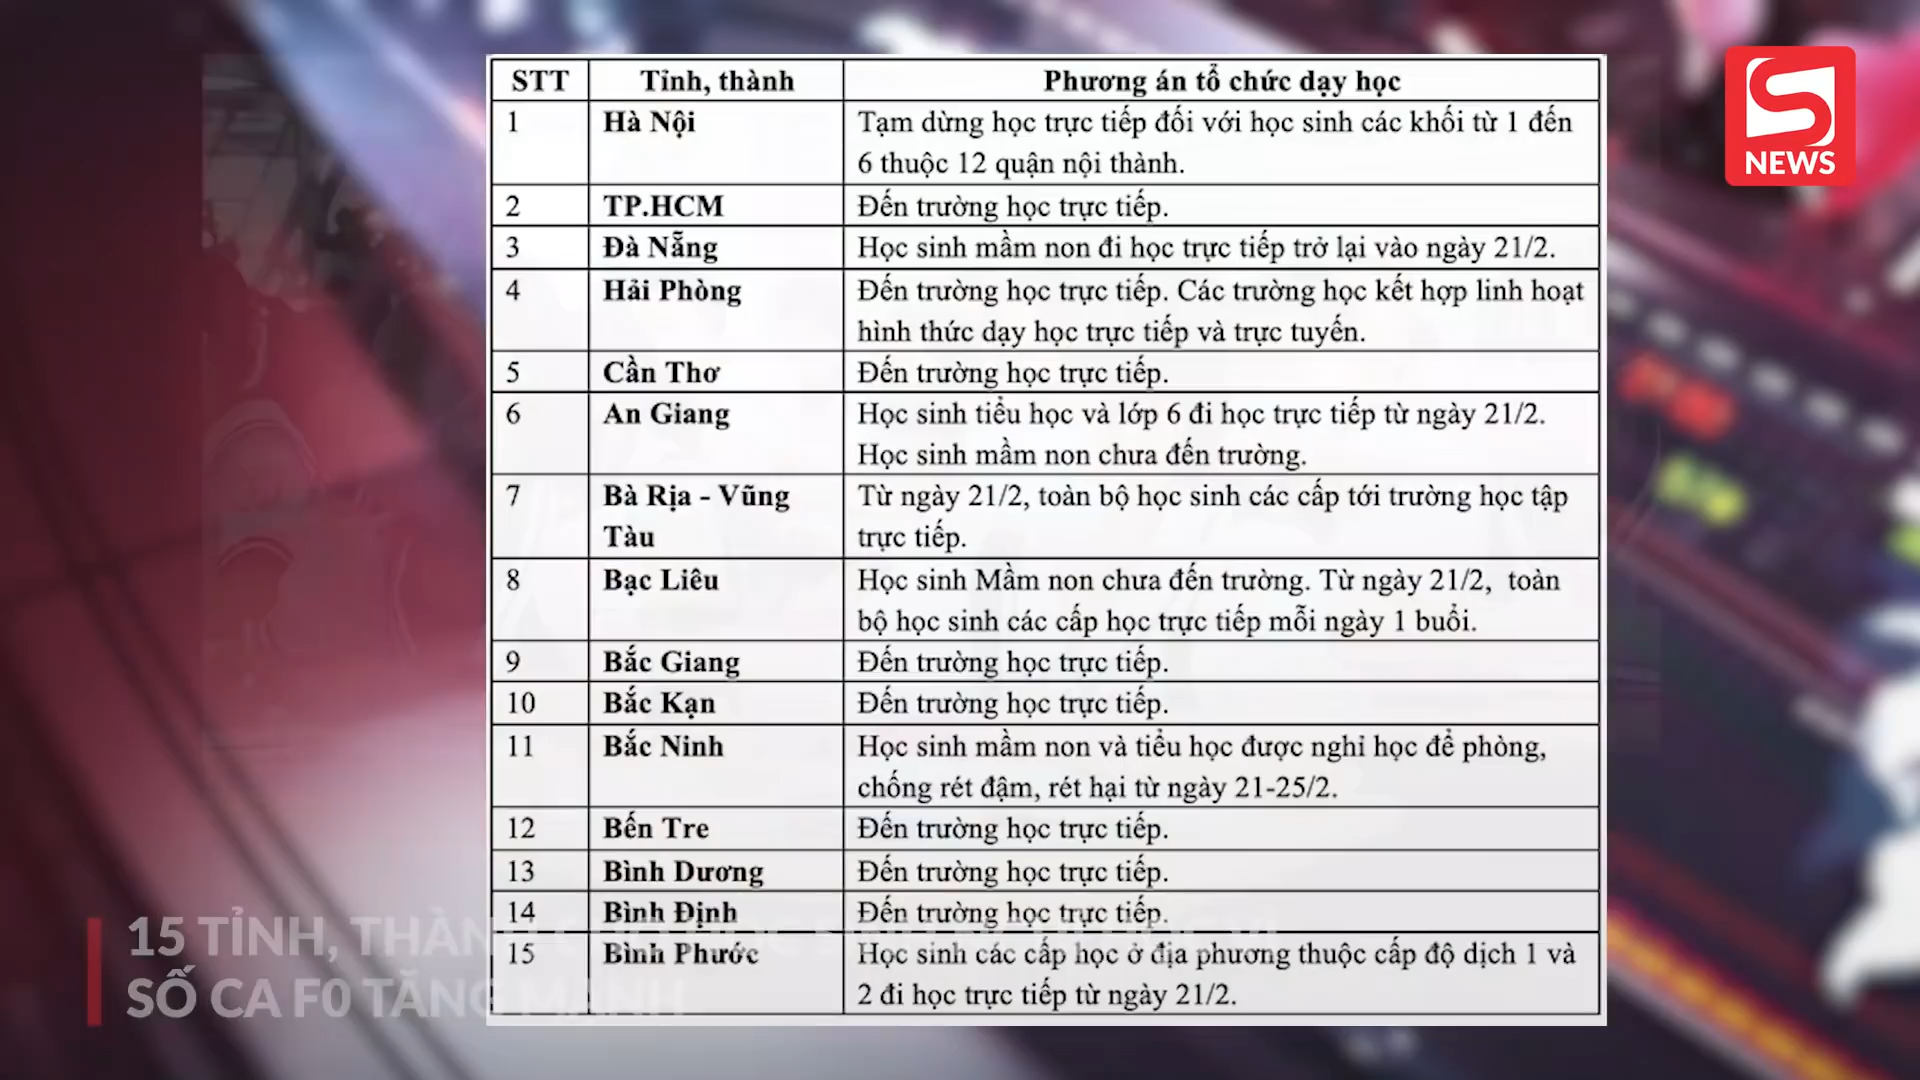 S
NEWS
STT Tỉnh, thành Phương án tổ chức dạy học
1 Hà Nội Tạm dừng học trực tiếp đối với học sinh các khối từ 1 đến
6 thuộc 12 quận nội thành.
2 TP.HCM Đến trường học trực tiếp.
3 Đà Nẵng Học sinh mầm non đi học trực tiếp trở lại vào ngày 21/2.
4 Hải Phòng Đến trường học trực tiếp. Các trường học kết hợp linh hoạt
hình thức dạy học trực tiếp và trực tuyến.
5 Cần Thơ Đến trường học trực tiếp.
6 An Giang Học sinh tiểu học và lớp 6 đi học trực tiếp từ ngày 21/2.
Học sinh mầm non chưa đến trường.
7 Bà Rịa - Vũng Từ ngày 21/2, toàn bộ học sinh các cấp tới trường học tập
Tàu trực tiếp.
8 Bạc Liêu Học sinh Mầm non chưa đến trường. Từ ngày 21/2, toàn
bộ học sinh các cấp học trực tiếp mỗi ngày 1 buổi.
9 Bắc Giang Đến trường học trực tiếp.
10 Bắc Kạn Đến trường học trực tiếp.
11 Bắc Ninh Học sinh mầm non và tiểu học được nghỉ học để phòng,
chống rét đậm, rét hại từ ngày 21-25/2.
12 Bến Tre Đến trường học trực tiếp.
13 Bình Dương Đến trường học trực tiếp.
14 Bình Định Đến trường học trực tiếp.
15 Bình Phước Học sinh các cấp học ở địa phương thuộc cấp độ dịch 1 và
2 đi học trực tiếp từ ngày 21/2.
15 TỈNH, THÀNH
SỐ CA F0 TĂNG MẠNH